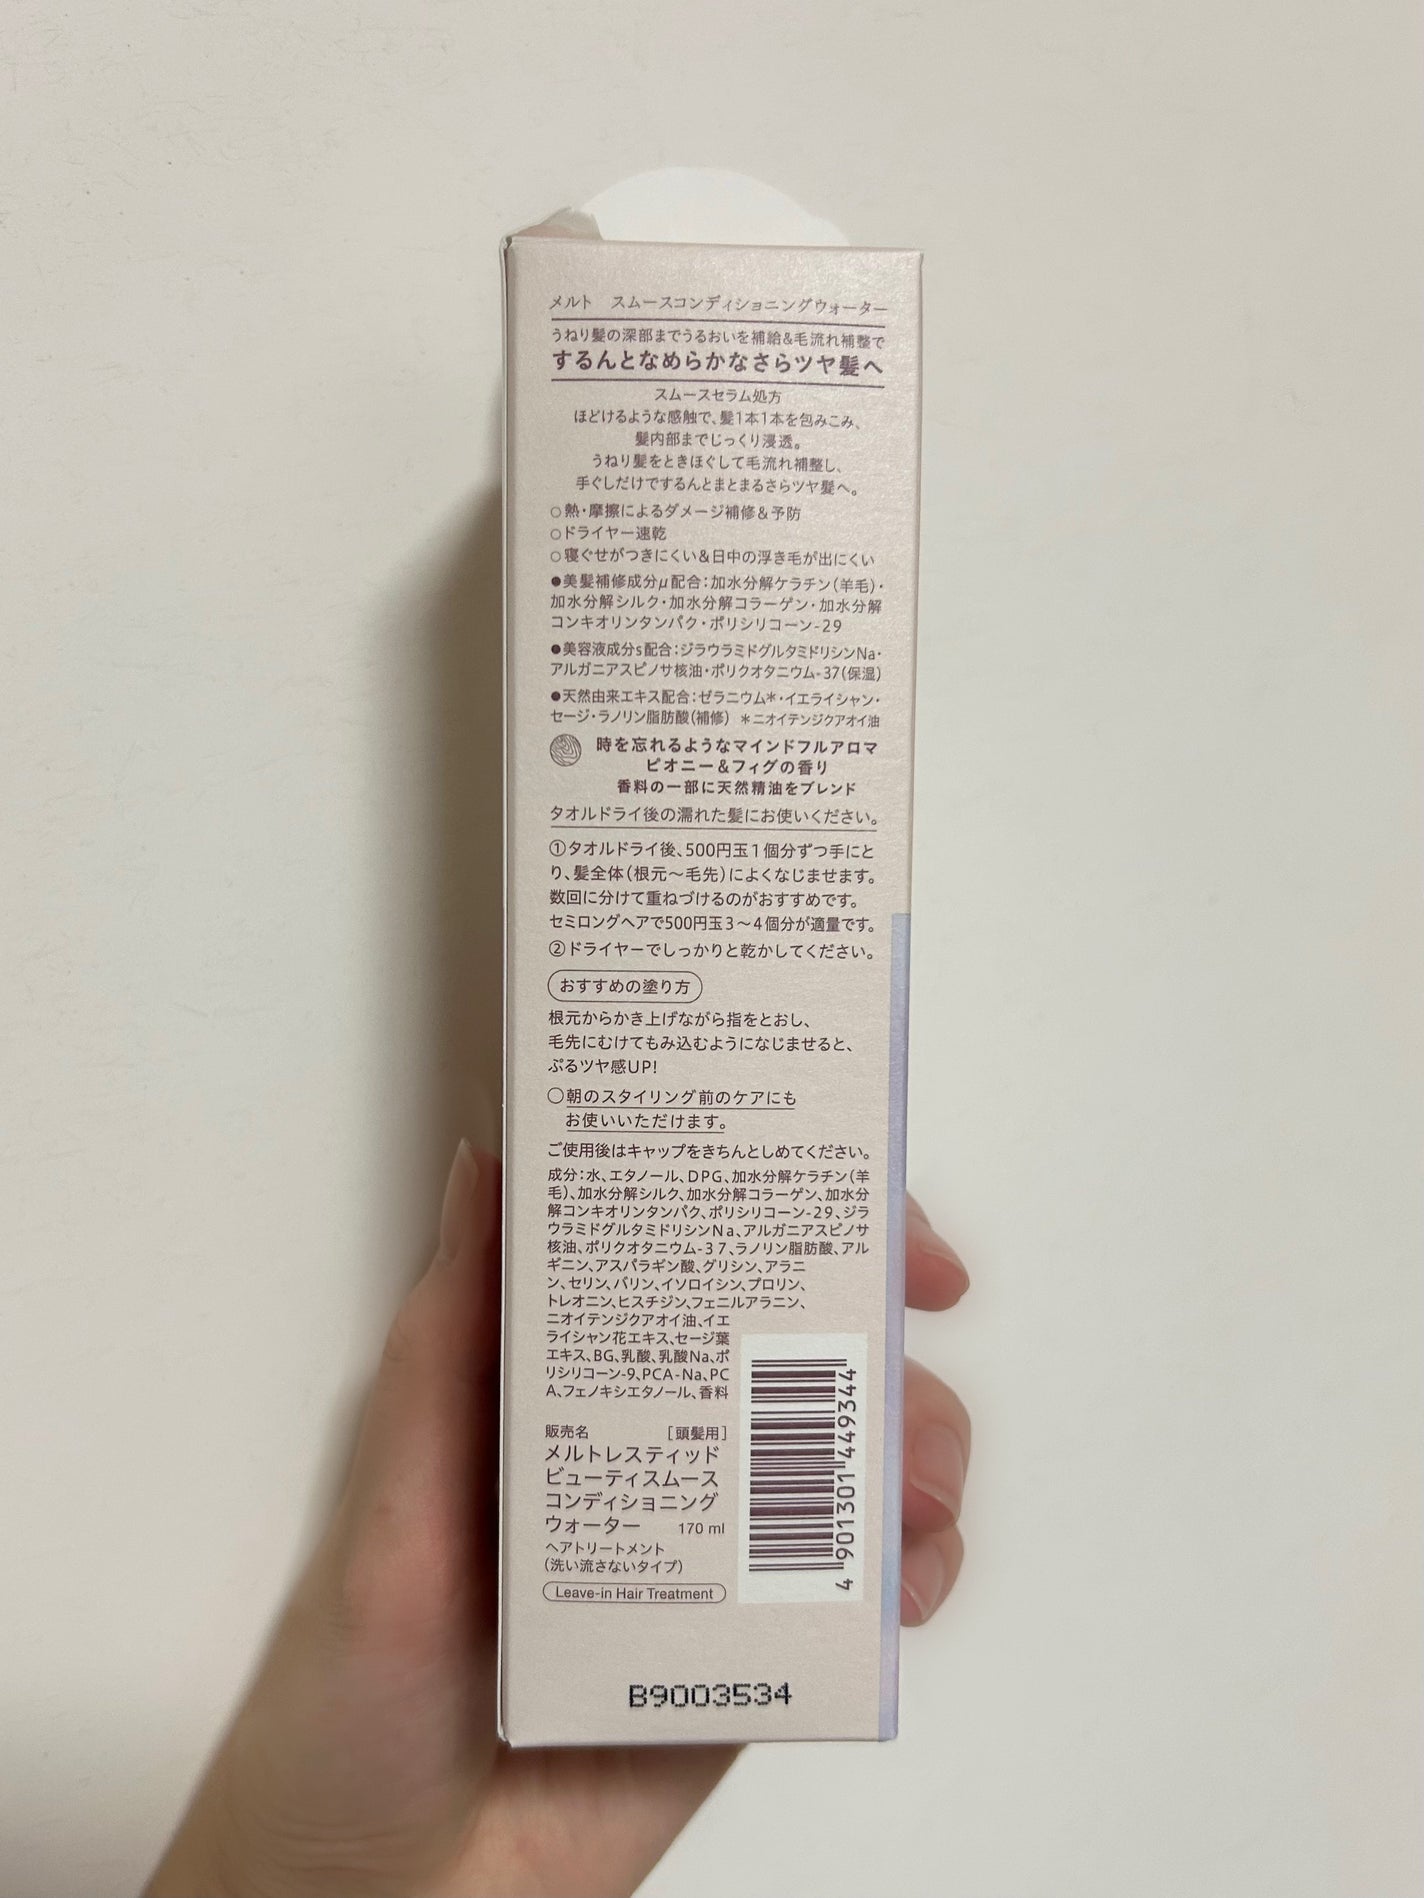 メルト　スムースコンディショニングウォーター
うねり髪の深部までうるおいを補給&毛流れ補整で
するんとなめらかなさらツヤ髪へ
スムースセラム処方
ほどけるような感触で、髪1本1本を包みこみ、
髪内部までじっくり浸透。
うねり髪をときほぐして毛流れ補整し、
手ぐしだけでするんとまとまるさらツヤ髪へ。
○熱・摩擦によるダメージ補修&予防
○ドライヤー速乾
○寝ぐせがつきにくい&日中の浮き毛が出にくい
●美髪補修成分μ配合:加水分解ケラチン(羊毛)・
加水分解シルク・加水分解コラーゲン・加水分解
コンキオリンタンパク・ポリシリコーン-29
●美容液成分s配合:ジラウラミドグルタミドリシンNa・
アルガニアスピノサ核油・ポリクオタニウム-37(保湿)
●天然由来エキス配合:ゼラニウム*・イエライシャン・
セージ・ラノリン脂肪酸(補修) *ニオイテンジクアオイ油
時を忘れるようなマインドフルアロマ
ピオニー&フィグの香り
香料の一部に天然精油をブレンド
タオルドライ後の濡れた髪にお使いください。
①タオルドライ後、500円玉1個分ずつ手にと
り、髪全体(根元～毛先)によくなじませます。
数回に分けて重ねづけるのがおすすめです。
セミロングヘアで500円玉3～4個分が適量です。
②ドライヤーでしっかりと乾かしてください。
おすすめの塗り方
根元からかき上げながら指をとおし、
毛先にむけてもみ込むようになじませると、
ぷるツヤ感UP!
○朝のスタイリング前のケアにも
お使いいただけます。
ご使用後はキャップをきちんとしめてください。
成分:水、エタノール、DPG、加水分解ケラチン(羊
毛)、加水分解シルク、加水分解コラーゲン、加水分
解コンキオリンタンパク、ポリシリコーン-29、ジラ
ウラミドグルタミドリシンNa、アルガニアスピノサ
核油、ポリクオタニウム-37、ラノリン脂肪酸、アル
ギニン、アスパラギン酸、グリシン、アラニ
ン、セリン、バリン、イソロイシン、プロリン、
トレオニン、ヒスチジン、フェニルアラニン、
ニオイテンジクアオイ油、イエ
ライシャン花エキス、セージ葉
エキス、BG、乳酸、乳酸Na、ポ
リシリコーン-9、PCA-Na、PC
A、フェノキシエタノール、香料
販売名 [頭髪用]
メルトレスティッド
ビューティスムース
コンディショニング
ウォーター 170 ml
ヘアトリートメント
(洗い流さないタイプ)
Leave-in Hair Treatment
4 901301 449344
B9003534